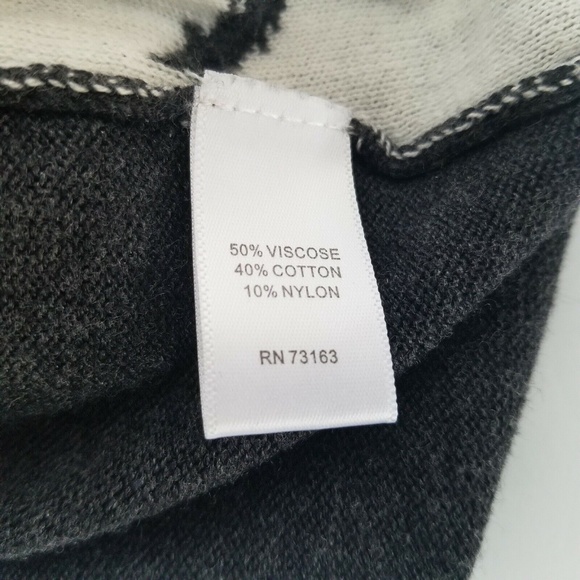 50% VISCOSE
40% COTTON
10% NYLON
RN 73163